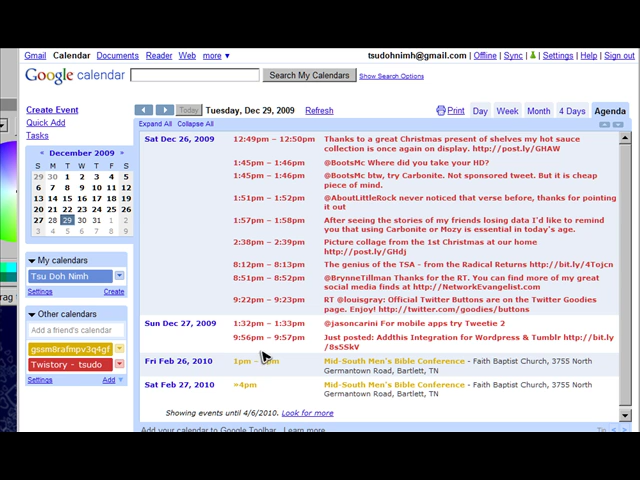 Gmail Calendar Documents Reader Web more ▼ tsudohnimh@gmail.com | Offline | Sync | Settings | Help | Sign out
Google calendar Search My Calendars Show Search Options
Create Event
Quick Add
Tasks
Today Tuesday, Dec 29, 2009 Refresh Print Day Week Month 4 Days Agenda
Expand All Collapse All
« December 2009 »
S M T W T F S
29 30 1 2 3 4 5
6 7 8 9 10 11 12
13 14 15 16 17 18 19
20 21 22 23 24 25 26
27 28 29 30 31 1 2
3 4 5 6 7 8 9
My calendars
Tsu Doh Nimh
Settings Create
Other calendars
Add a friend's calendar
gssm8rafmpv3q4gf
Twistory - tsudo
Settings Add
Sat Dec 26, 2009 12:49pm – 12:50pm Thanks to a great Christmas present of shelves my hot sauce
collection is once again on display. http://post.ly/GHAW
1:45pm – 1:46pm @BootsMc Where did you take your HD?
1:45pm – 1:46pm @BootsMc btw, try Carbonite. Not sponsored tweet. But it is cheap
piece of mind.
1:51pm – 1:52pm @AboutLittleRock never noticed that verse before, thanks for pointing
it out
1:57pm – 1:58pm After seeing the stories of my friends losing data I'd like to remind
you that using Carbonite or Mozy is essential in today's age.
2:38pm – 2:39pm Picture collage from the 1st Christmas at our home
http://post.ly/GHdj
8:12pm – 8:13pm The genius of the TSA - from the Radical Returns http://bit.ly/4Tojcn
8:51pm – 8:52pm @BrynneTillman Thanks for the RT. You can find more of my great
social media finds at http://NetworkEvangelist.com
9:22pm – 9:23pm RT @louisgray: Official Twitter Buttons are on the Twitter Goodies
page. Enjoy! http://twitter.com/goodies/buttons
Sun Dec 27, 2009 1:32pm – 1:33pm @jasoncarini For mobile apps try Tweetie 2
9:56pm – 9:57pm Just posted: Addthis Integration for Wordpress & Tumblr http://bit.ly
/8s5SkV
Fri Feb 26, 2010 1pm – Mid-South Men's Bible Conference - Faith Baptist Church, 3755 North
Germantown Road, Bartlett, TN
Sat Feb 27, 2010 »4pm Mid-South Men's Bible Conference - Faith Baptist Church, 3755 North
Germantown Road, Bartlett, TN
Showing events until 4/6/2010. Look for more
Add your calendar to Google Toolbar. Learn more Tip